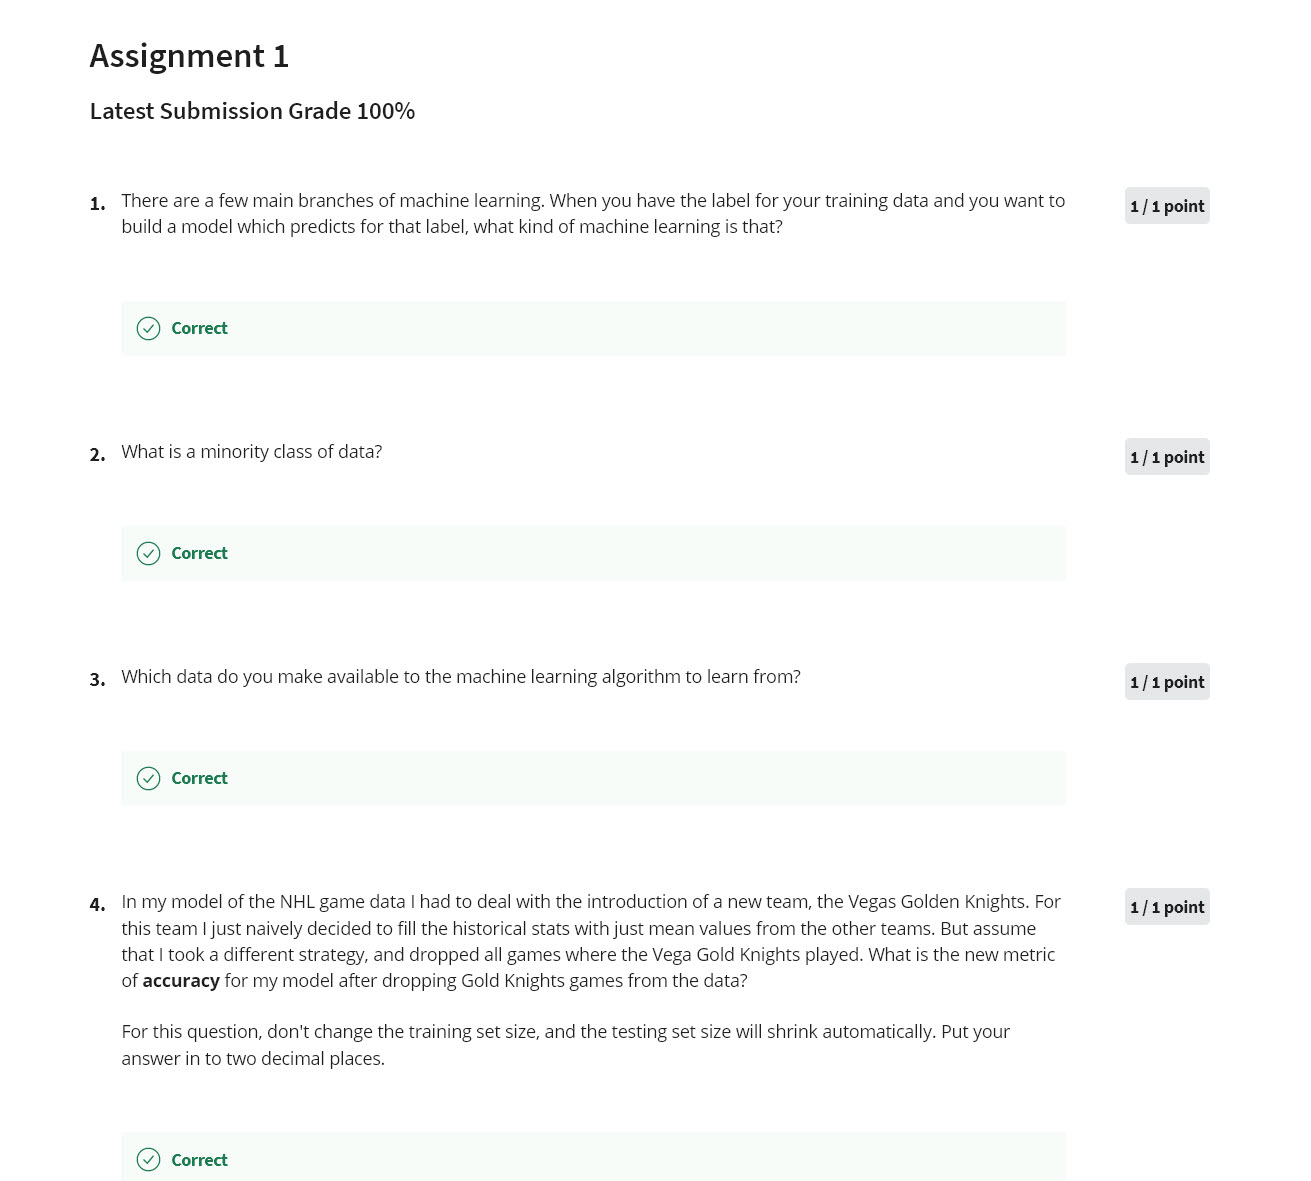 Assignment 1
Latest Submission Grade 100%
1. There are a few main branches of machine learning. When you have the label for your training data and you want to
build a model which predicts for that label, what kind of machine learning is that?
1 / 1 point
Correct
2. What is a minority class of data?
1 / 1 point
Correct
3. Which data do you make available to the machine learning algorithm to learn from?
1 / 1 point
Correct
4. In my model of the NHL game data I had to deal with the introduction of a new team, the Vegas Golden Knights. For
this team I just naively decided to fill the historical stats with just mean values from the other teams. But assume
that I took a different strategy, and dropped all games where the Vega Gold Knights played. What is the new metric
of accuracy for my model after dropping Gold Knights games from the data?
1 / 1 point
For this question, don't change the training set size, and the testing set size will shrink automatically. Put your
answer in to two decimal places.
Correct